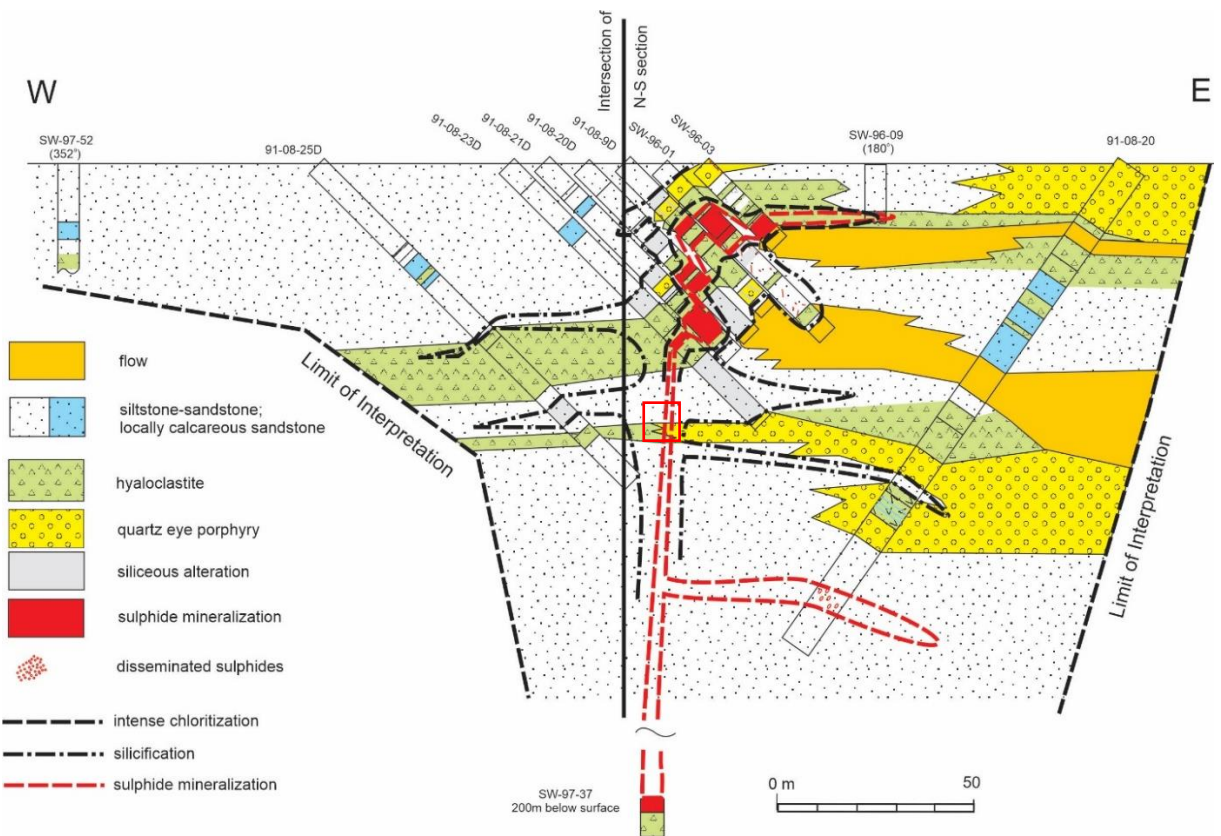 W
E
Intersection of
N-S section
SW-97-52
(352°)
91-08-25D
91-08-23D
91-08-21D
91-08-20D
91-08-9D
SW-96-01
SW-96-03
SW-96-09
(180°)
91-08-20
flow
siltstone-sandstone;
locally calcareous sandstone
hyaloclastite
quartz eye porphyry
siliceous alteration
sulphide mineralization
disseminated sulphides
intense chloritization
silicification
sulphide mineralization
Limit of Interpretation
Limit of Interpretation
SW-97-37
200m below surface
0 m
50